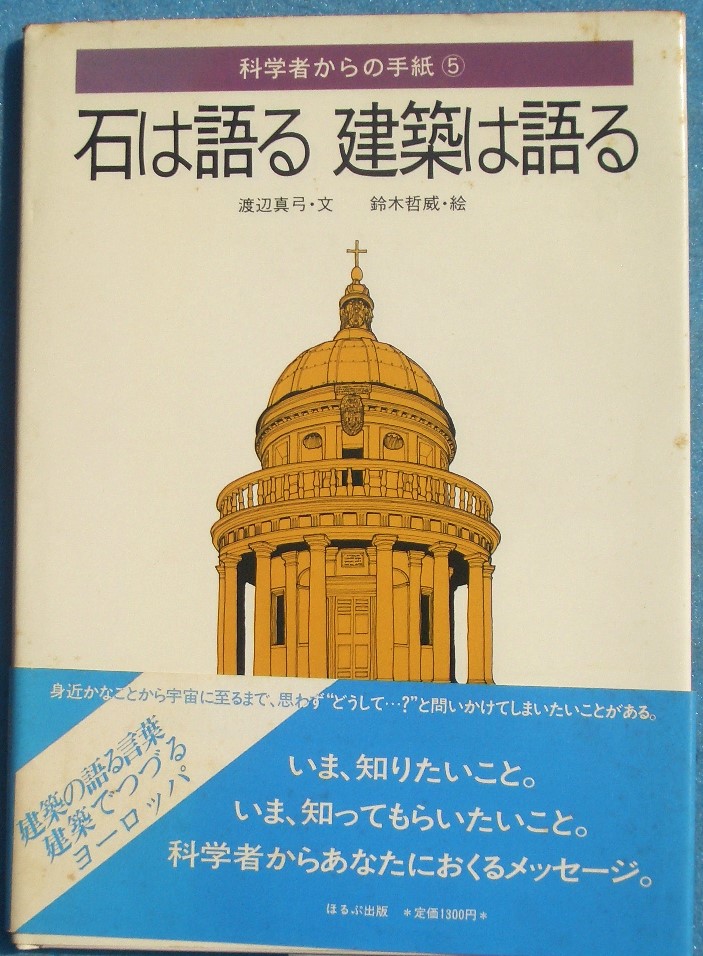 科学者からの手紙⑤
石は語る 建築は語る
渡辺真弓・文 鈴木哲威・絵
身近かなことから宇宙に至るまで、思わず“どうして…?”と問いかけてしまいたいことがある。
建築の語る言葉
建築でつづる
ヨーロッパ
いま、知りたいこと。
いま、知ってもらいたいこと。
科学者からあなたにおくるメッセージ。
ほるぷ出版 *定価1300円*